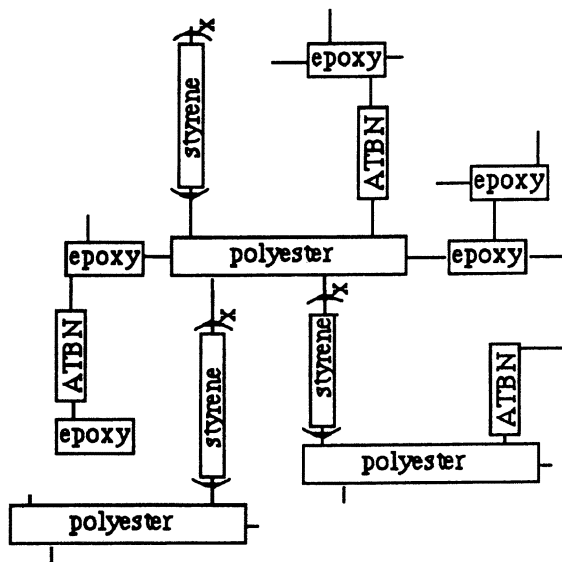 x
styrene
epoxy
ATBN
epoxy
epoxy
polyester
epoxy
x
styrene
x
styrene
ATBN
ATBN
epoxy
polyester
polyester